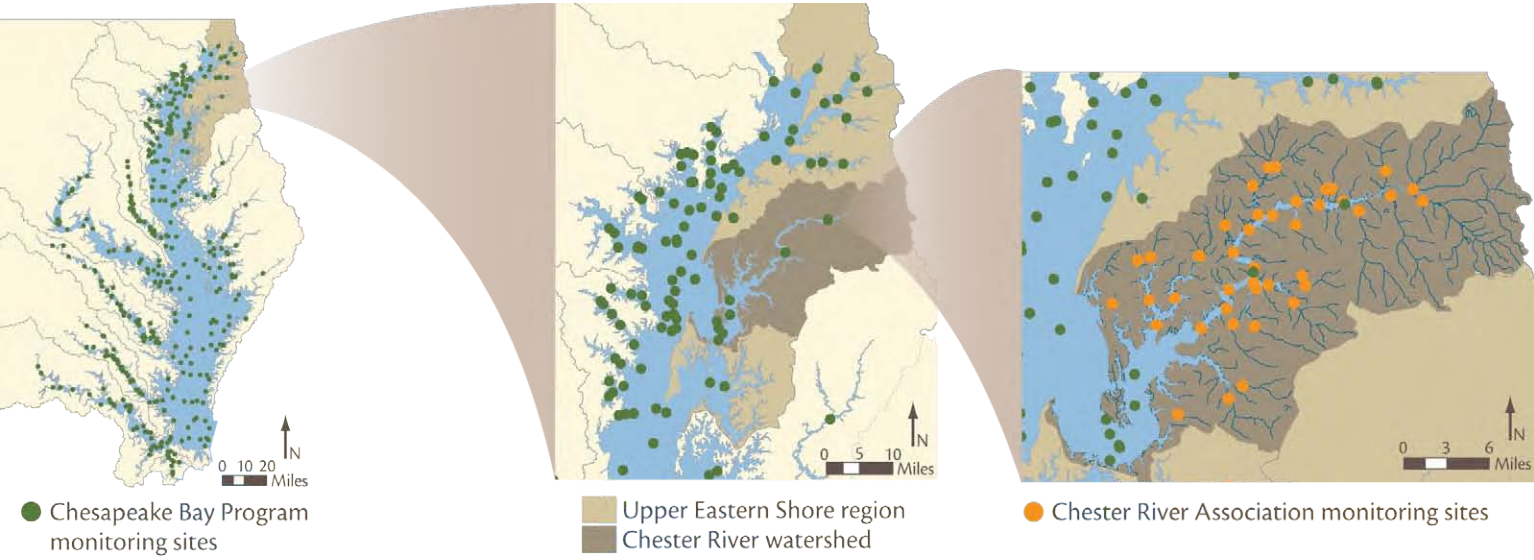 N
0 10 20
Miles
Chesapeake Bay Program
monitoring sites
N
0 5 10
Miles
Upper Eastern Shore region
Chester River watershed
N
0 3 6
Miles
Chester River Association monitoring sites